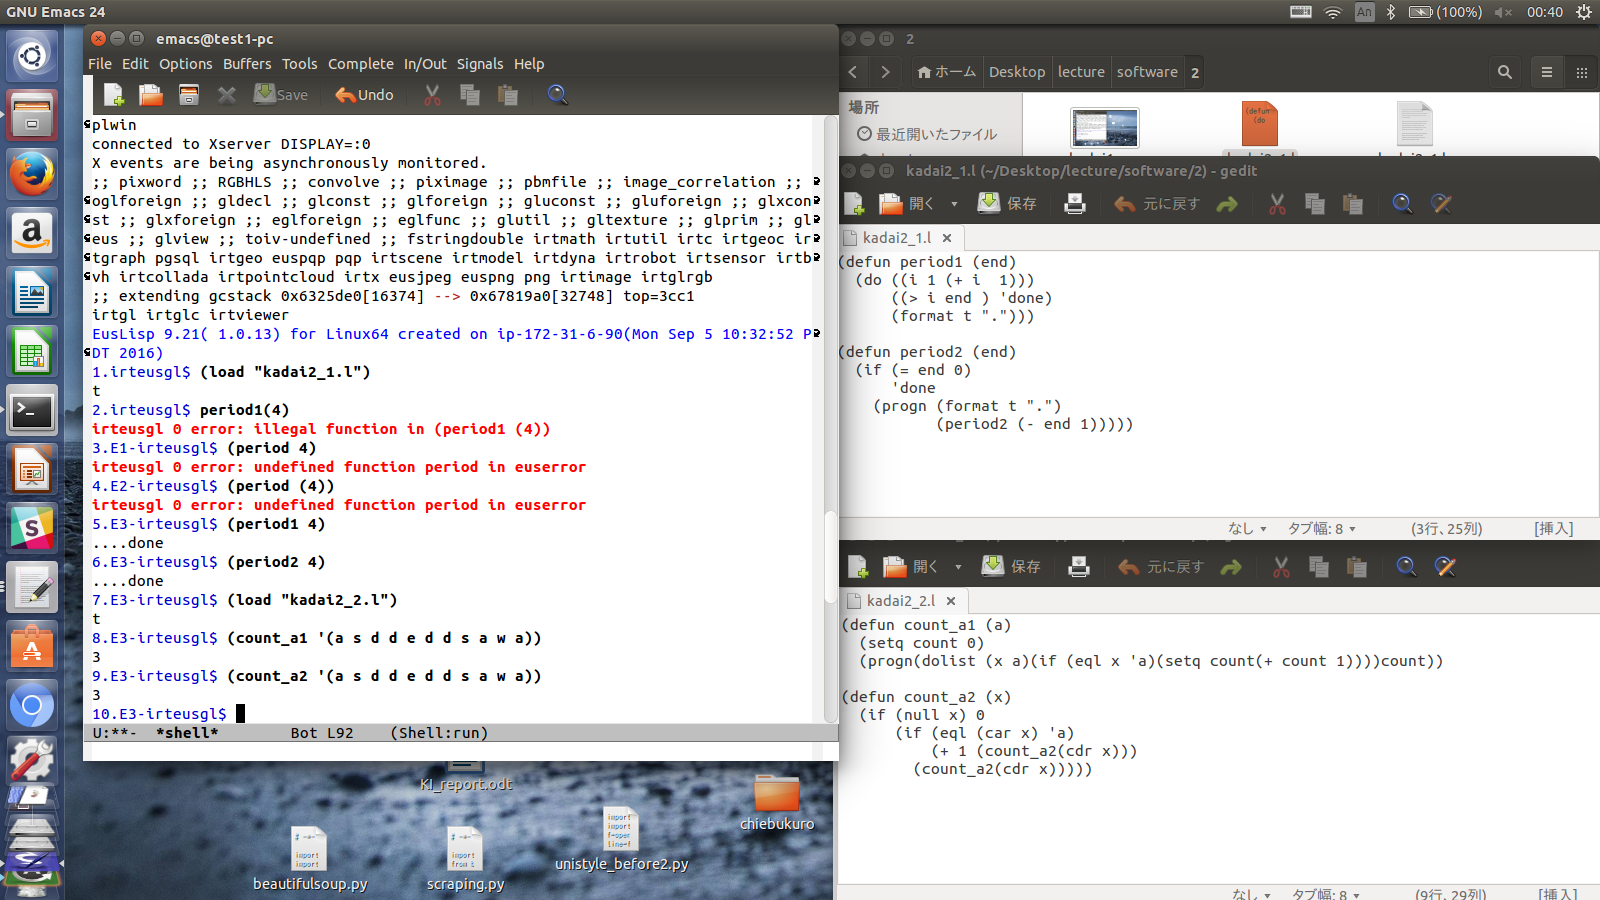 GNU Emacs 24
An
(100%)
00:40
emacs@test1-pc
File Edit Options Buffers Tools Complete In/Out Signals Help
Save
Undo
plwin
connected to Xserver DISPLAY=:0
X events are being asynchronously monitored.
;; pixword ;; RGBHLS ;; convolve ;; piximage ;; pbmfile ;; image_correlation ;;
oglforeign ;; gldecl ;; glconst ;; glforeign ;; gluconst ;; gluforeign ;; glxcon
st ;; glxforeign ;; eglforeign ;; eglfunc ;; glutil ;; gltexture ;; glprim ;; gl
eus ;; glview ;; toiv-undefined ;; fstringdouble irtmath irtutil irtc irtgeoc ir
tgraph pgsql irtgeo euspqp pqp irtscene irtmodel irtdyna irtrobot irtsensor irtb
vh irtcollada irtpointcloud irtx eusjpeg euspng png irtimage irtglrgb
;; extending gcstack 0x6325de0[16374] --> 0x67819a0[32748] top=3cc1
irtgl irtglc irtviewer
EusLisp 9.21( 1.0.13) for Linux64 created on ip-172-31-6-90(Mon Sep 5 10:32:52 P
DT 2016)
1.irteusgl$ (load "kadai2_1.l")
t
2.irteusgl$ period1(4)
irteusgl 0 error: illegal function in (period1 (4))
3.E1-irteusgl$ (period 4)
irteusgl 0 error: undefined function period in euserror
4.E2-irteusgl$ (period (4))
irteusgl 0 error: undefined function period in euserror
5.E3-irteusgl$ (period1 4)
....done
6.E3-irteusgl$ (period2 4)
....done
7.E3-irteusgl$ (load "kadai2_2.l")
t
8.E3-irteusgl$ (count_a1 '(a s d d e d d s a w a))
3
9.E3-irteusgl$ (count_a2 '(a s d d e d d s a w a))
3
10.E3-irteusgl$
U:**- *shell* Bot L92 (Shell:run)
2
ホーム Desktop lecture software 2
場所
最近開いたファイル
kadai2_1.l (~/Desktop/lecture/software/2) - gedit
開く 保存 元に戻す
kadai2_1.l
(defun period1 (end)
(do ((i 1 (+ i 1)))
((> i end ) 'done)
(format t ".")))
(defun period2 (end)
(if (= end 0)
'done
(progn (format t ".")
(period2 (- end 1)))))
なし タブ幅: 8 (3行、25列) [挿入]
開く 保存 元に戻す
kadai2_2.l
(defun count_a1 (a)
(setq count 0)
(progn(dolist (x a)(if (eql x 'a)(setq count(+ count 1))))count))
(defun count_a2 (x)
(if (null x) 0
(if (eql (car x) 'a)
(+ 1 (count_a2(cdr x)))
(count_a2(cdr x)))))
なし タブ幅: 8 (9行、29列) [挿入]
KI_report.odt
chiebukuro
unistyle_before2.py
beautifulsoup.py
scraping.py